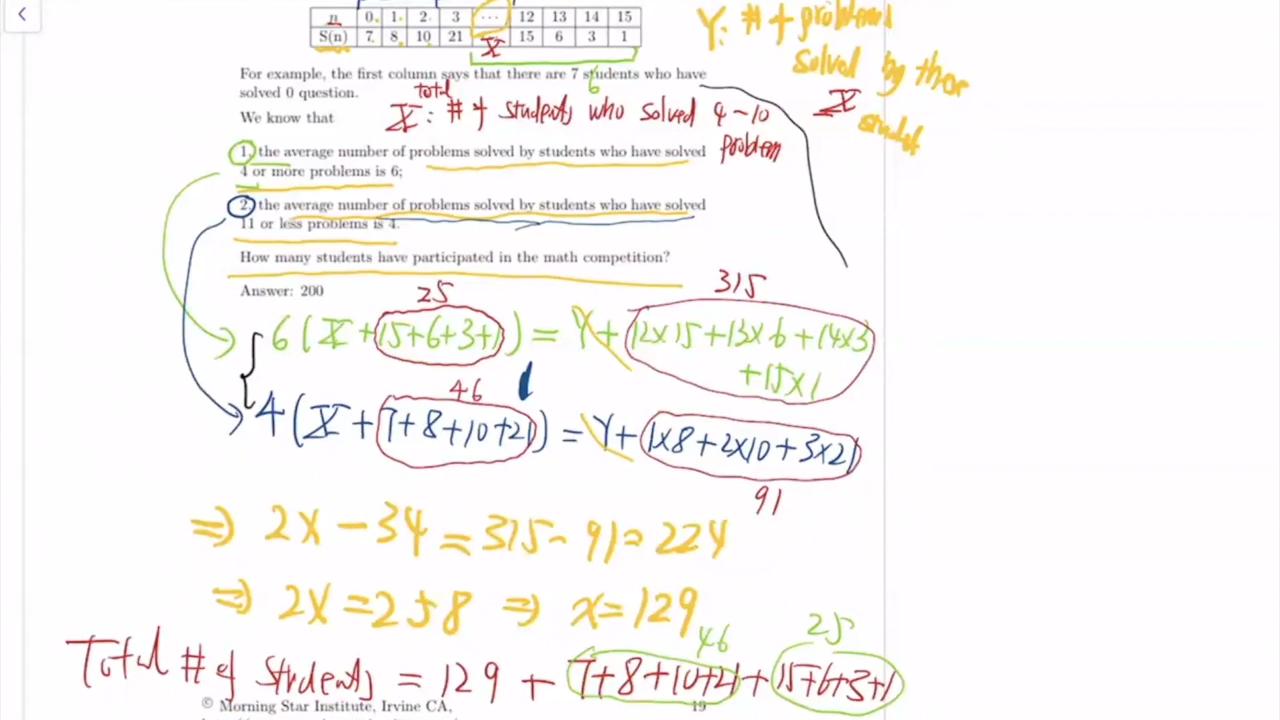 n 0 1 2 3 ⋯ 12 13 14 15
S(n) 7 8 10 21 X 15 6 3 1
6
For example, the first column says that there are 7 students who have
solved 0 question.
We know that
total
X: # of students who solved 4~10
problem
Y: # of problems
solved by these
X student
1. the average number of problems solved by students who have solved
4 or more problems is 6;
2. the average number of problems solved by students who have solved
11 or less problems is 4.
How many students have participated in the math competition?
Answer: 200
25
315
6(X+15+6+3+1) = Y+12×15+13×6+14×3
+15×1
46
4(X+7+8+10+21) = Y+(1×8+2×10+3×21)
91
⇒ 2X-34=315-91=224
⇒ 2X=258 ⇒ X=129
46
25
Total # of students = 129 + 7+8+10+21 + 15+6+3+1
© Morning Star Institute, Irvine CA,
19